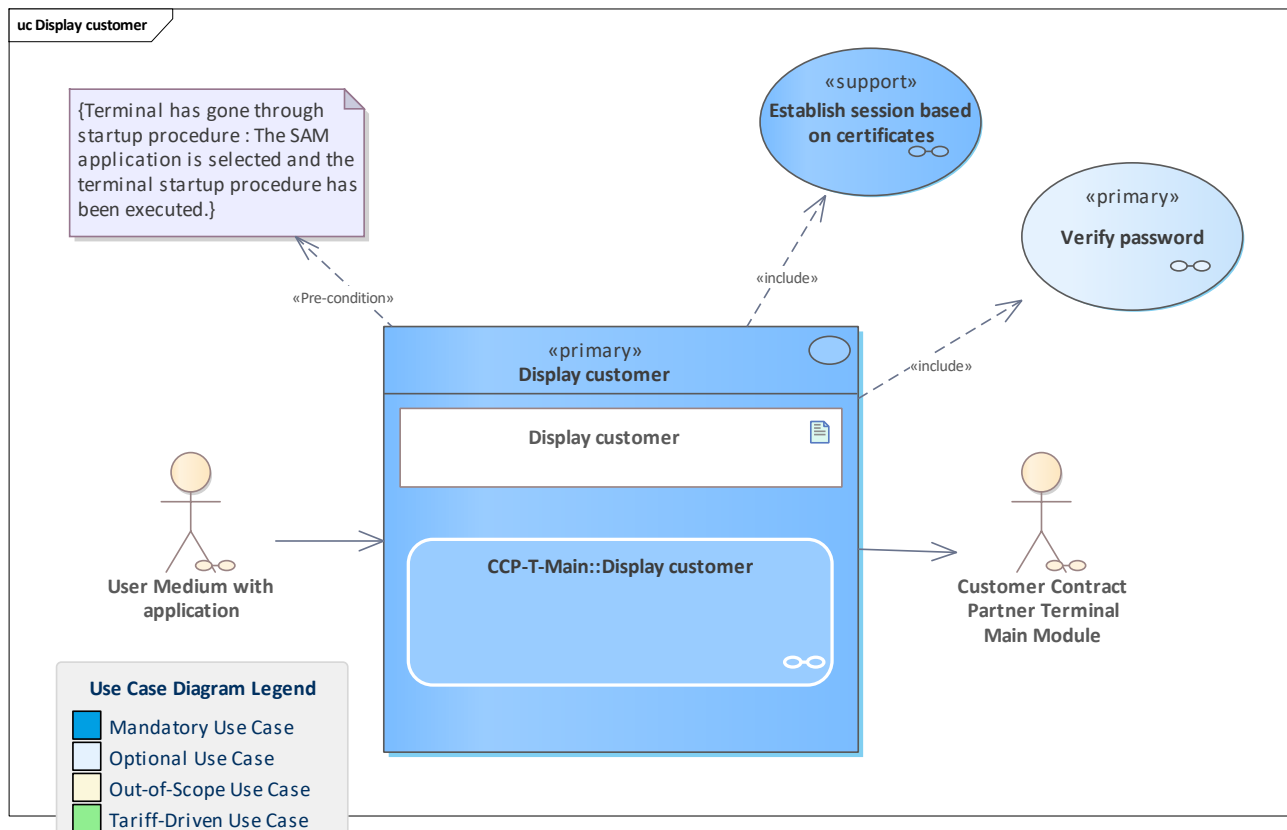 uc Display customer
{Terminal has gone through
startup procedure : The SAM
application is selected and the
terminal startup procedure has
been executed.}
«support»
Establish session based
on certificates
«primary»
Verify password
«Pre-condition»
«include»
«include»
«primary»
Display customer
Display customer
CCP-T-Main::Display customer
User Medium with
application
Customer Contract
Partner Terminal
Main Module
Use Case Diagram Legend
Mandatory Use Case
Optional Use Case
Out-of-Scope Use Case
Tariff-Driven Use Case